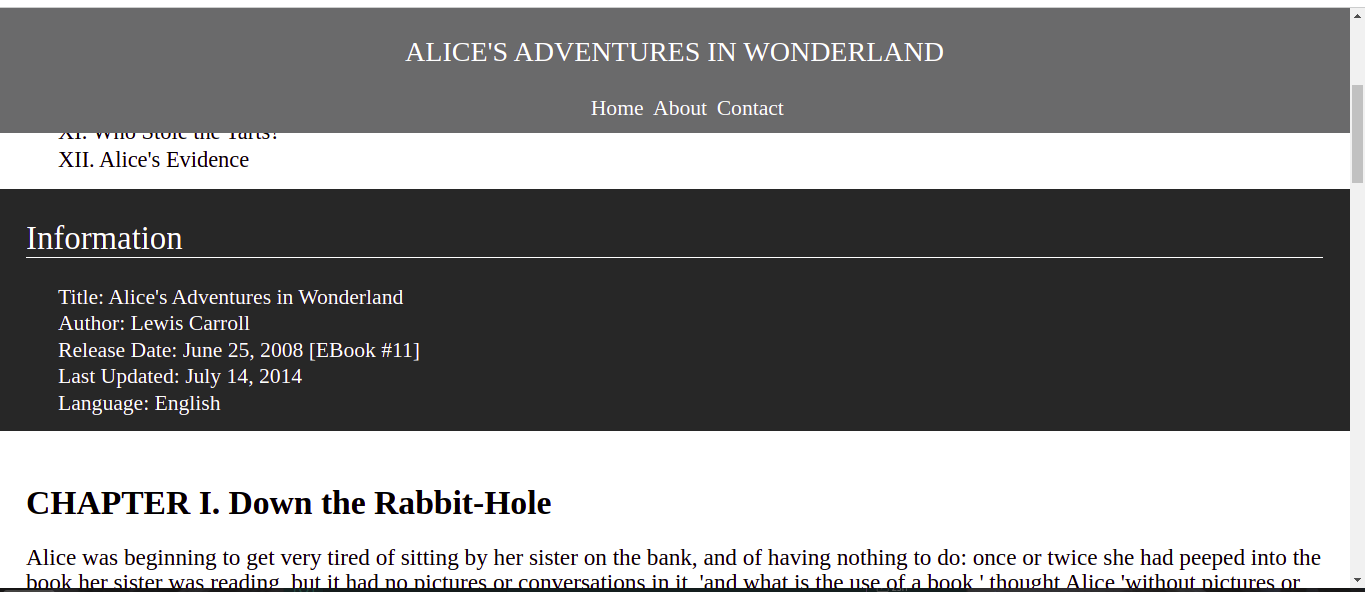 ALICE'S ADVENTURES IN WONDERLAND
Home About Contact
XI. Who Stole the Tarts?
XII. Alice's Evidence
Information
Title: Alice's Adventures in Wonderland
Author: Lewis Carroll
Release Date: June 25, 2008 [EBook #11]
Last Updated: July 14, 2014
Language: English
CHAPTER I. Down the Rabbit-Hole
Alice was beginning to get very tired of sitting by her sister on the bank, and of having nothing to do: once or twice she had peeped into the
book her sister was reading, but it had no pictures or conversations in it, 'and what is the use of a book,' thought Alice 'without pictures or